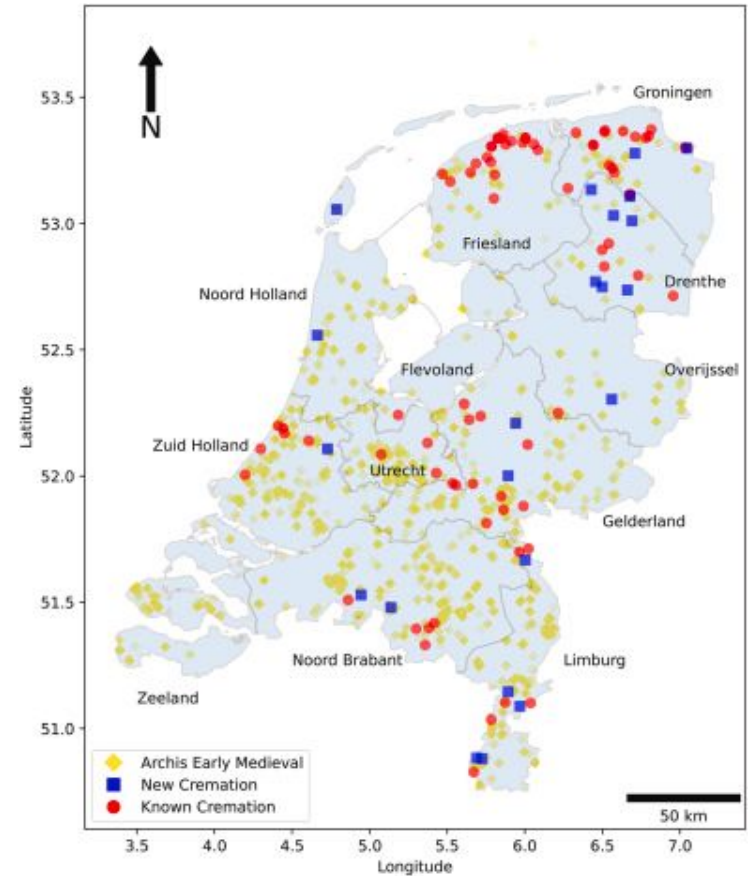 N
Groningen
Friesland
Drenthe
Noord Holland
Flevoland
Overijssel
Zuid Holland
Utrecht
Gelderland
Noord Brabant
Limburg
Zeeland
Archis Early Medieval
New Cremation
Known Cremation
50 km
53.5
53.0
52.5
52.0
51.5
51.0
Latitude
3.5 4.0 4.5 5.0 5.5 6.0 6.5 7.0
Longitude